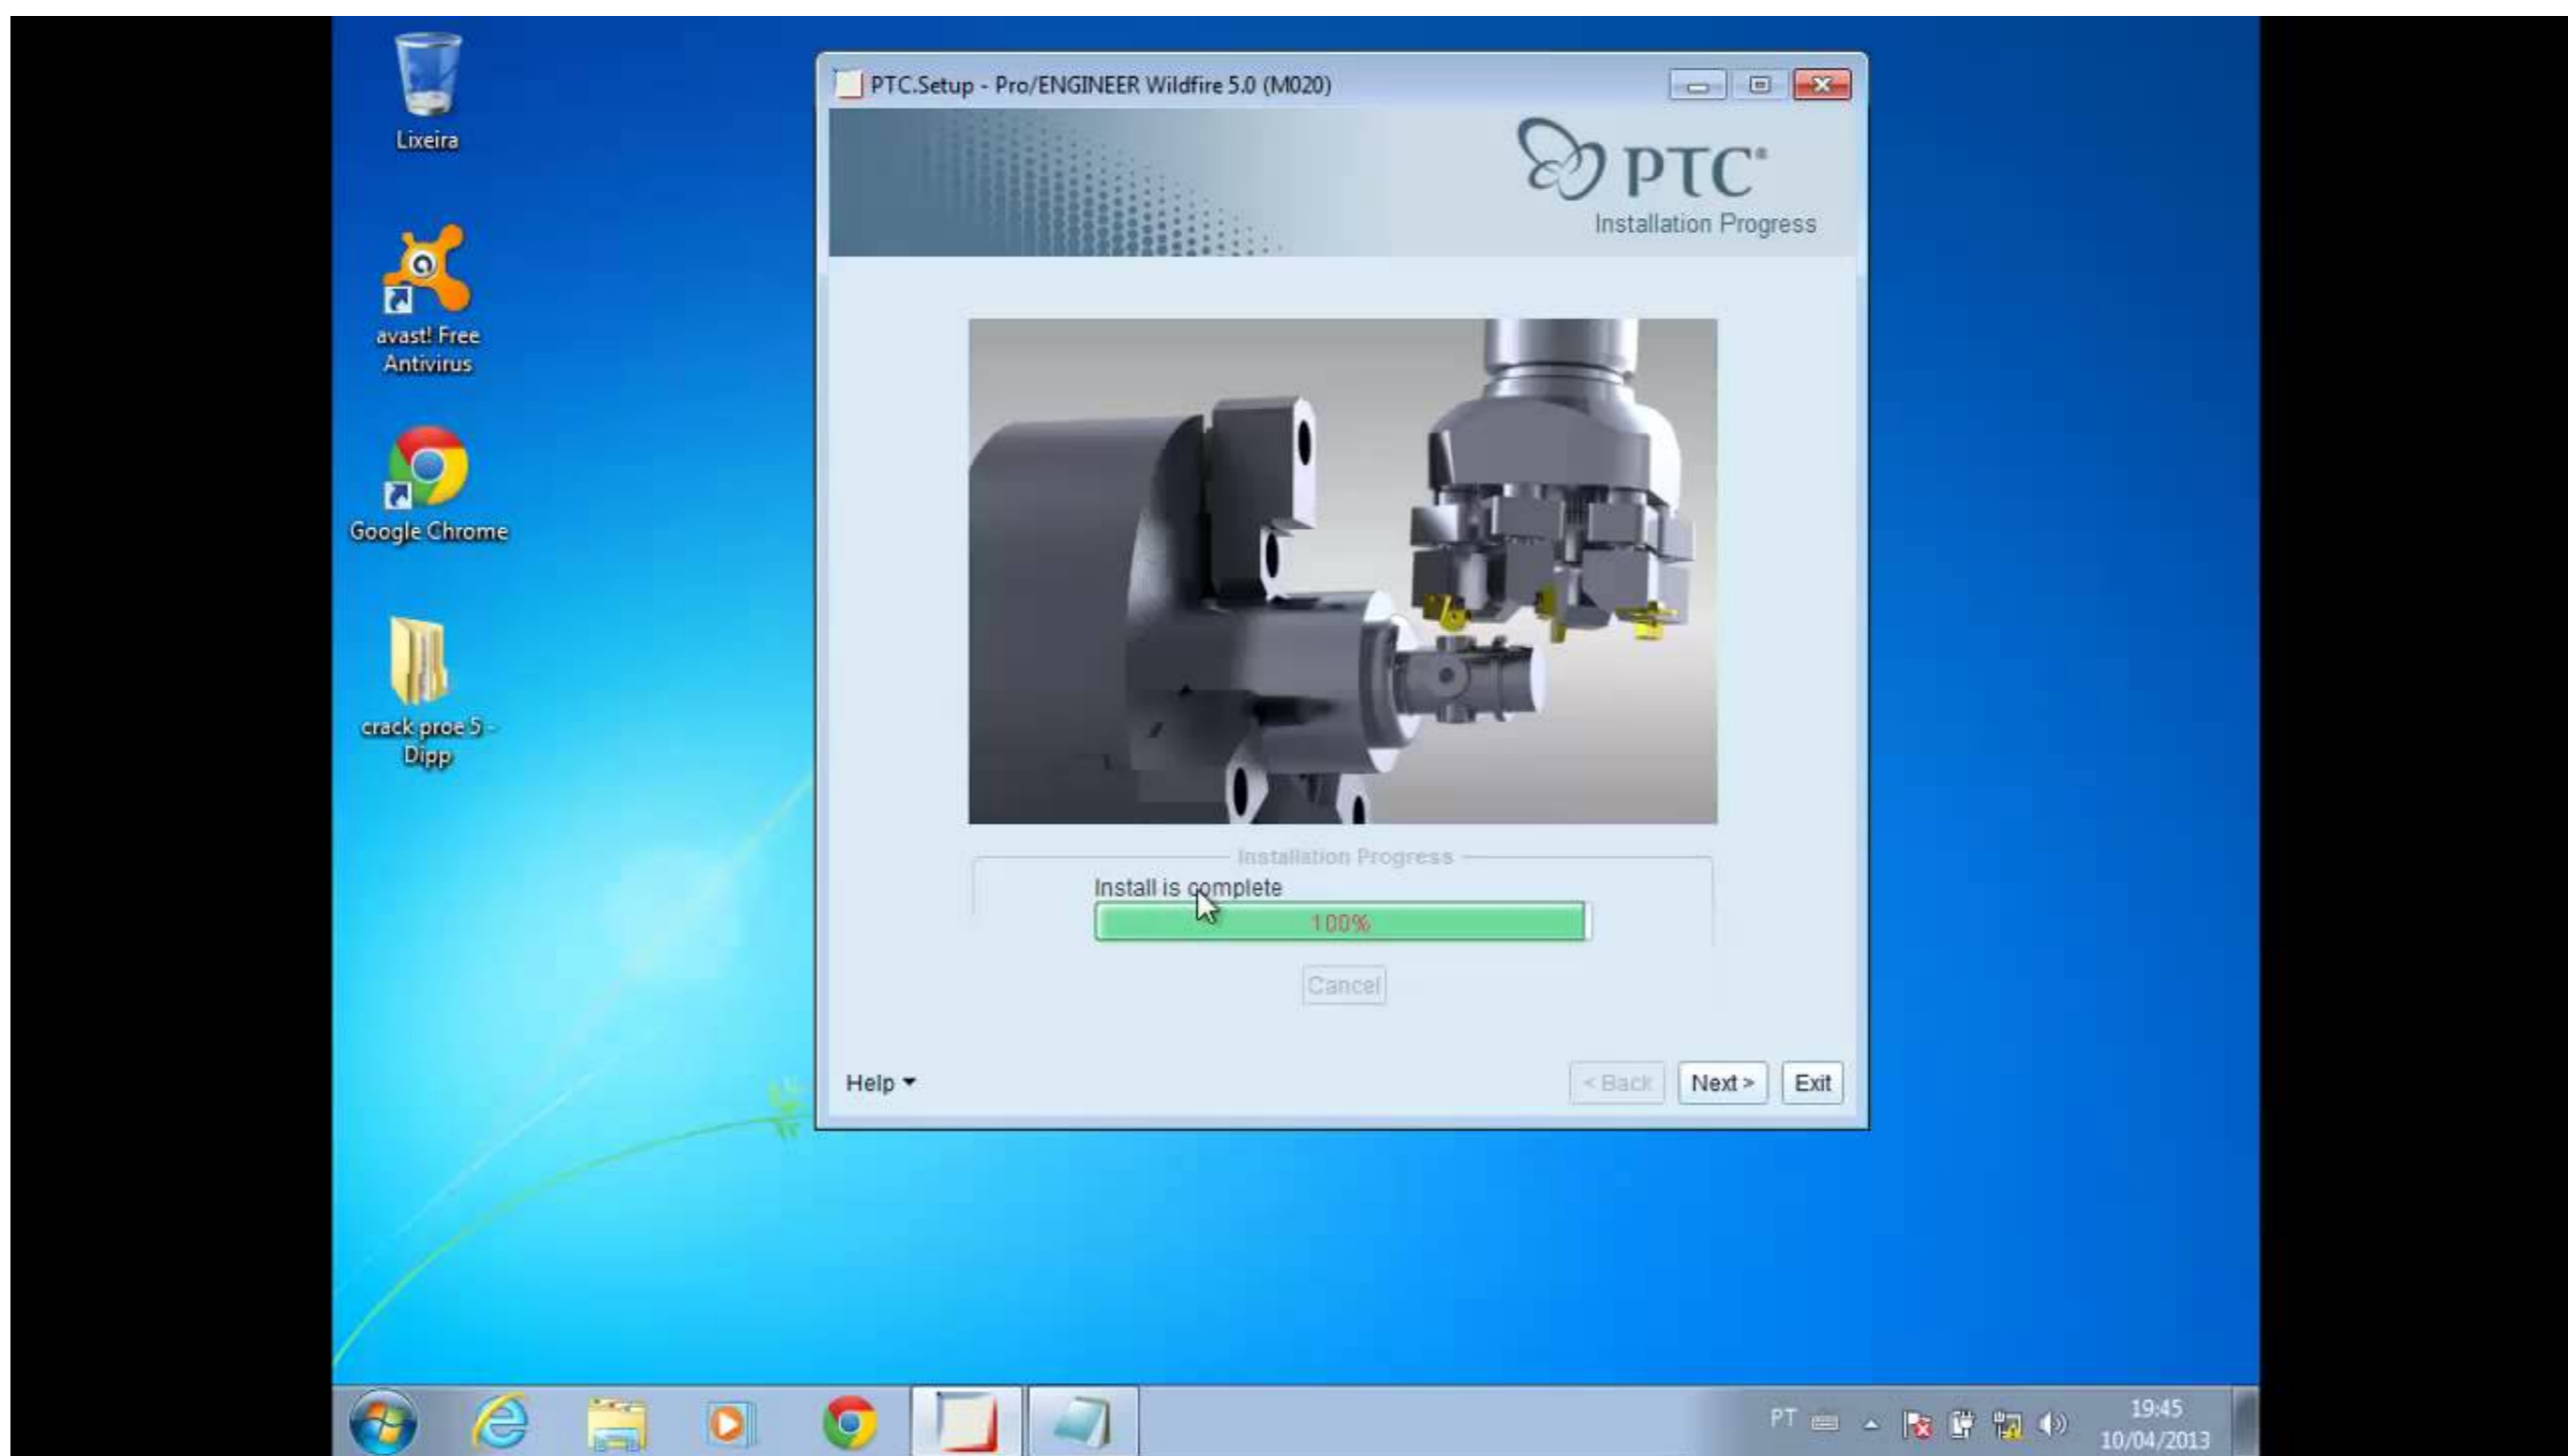 Lixeira
avast! Free
Antivirus
Google Chrome
crack proe 5 -
Dipp
PTC.Setup - Pro/ENGINEER Wildfire 5.0 (M020)
PTC®
Installation Progress
Installation Progress
Install is complete
100%
Cancel
Help
< Back
Next >
Exit
PT
19:45
10/04/2013